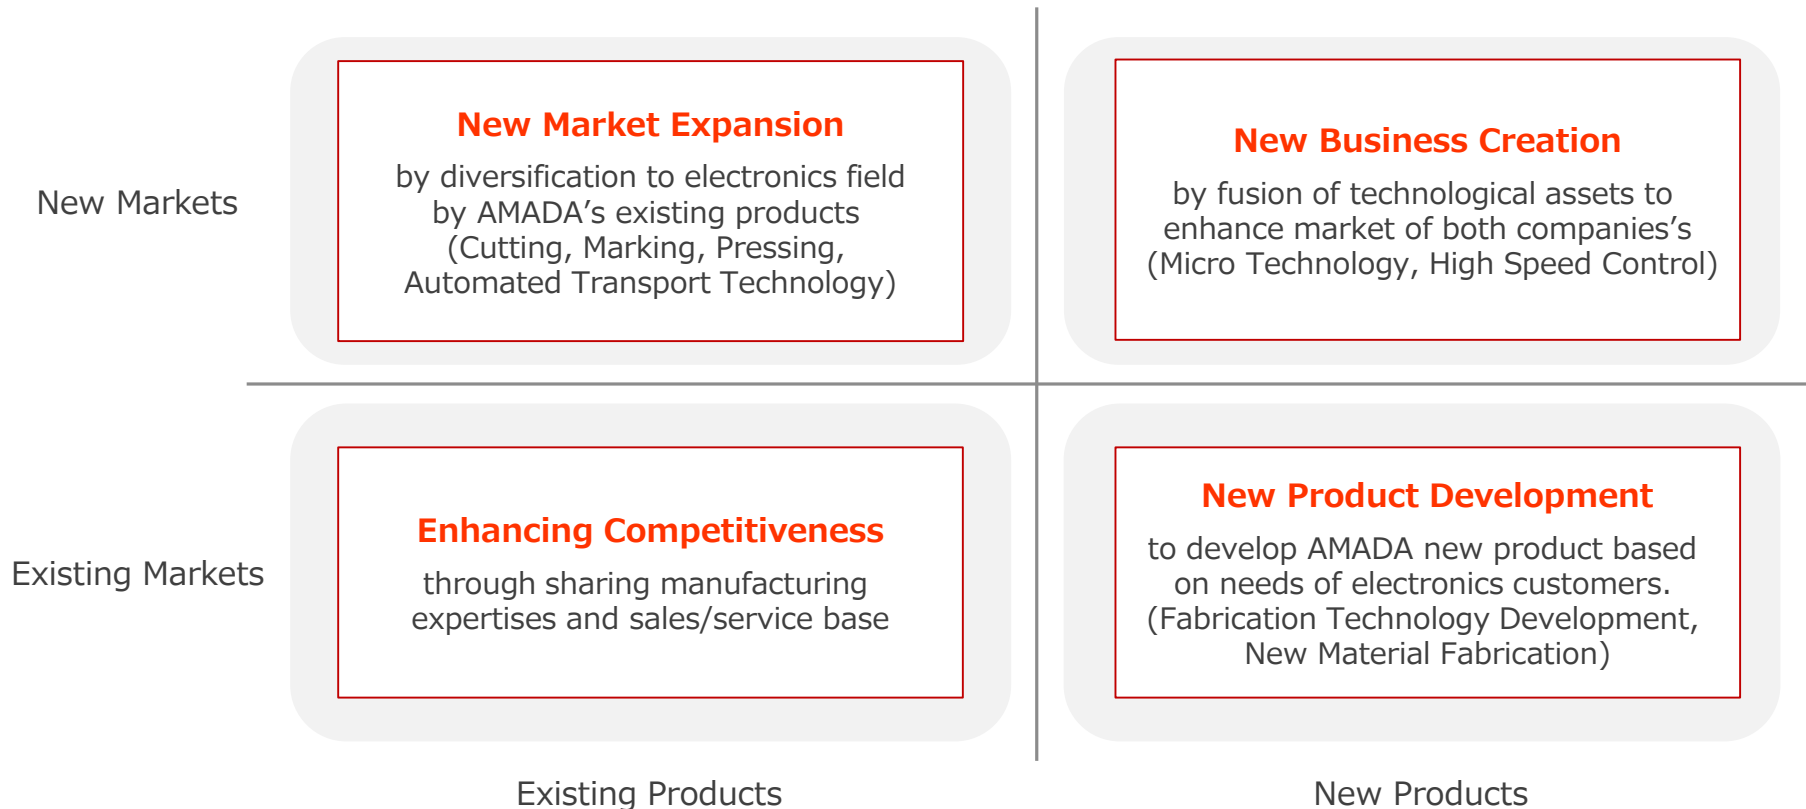 New Markets
New Market Expansion
by diversification to electronics field
by AMADA’s existing products
(Cutting, Marking, Pressing,
Automated Transport Technology)
New Business Creation
by fusion of technological assets to
enhance market of both companies’s
(Micro Technology, High Speed Control)
Existing Markets
Enhancing Competitiveness
through sharing manufacturing
expertises and sales/service base
New Product Development
to develop AMADA new product based
on needs of electronics customers.
(Fabrication Technology Development,
New Material Fabrication)
Existing Products
New Products